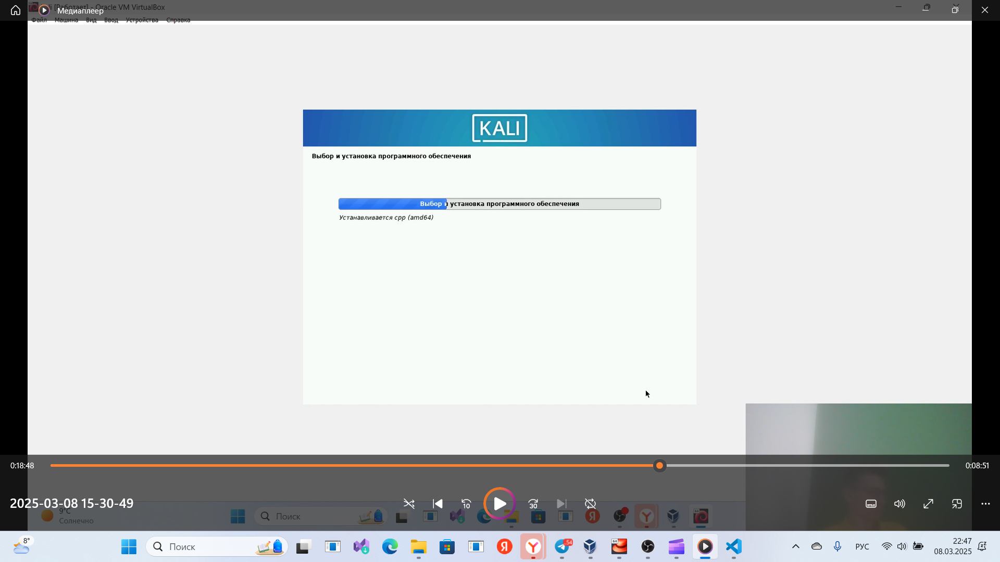 [Работает] - Oracle VM VirtualBox
Медиаплеер
Файл Машина Вид Ввод Устройства Справка
KALI
Выбор и установка программного обеспечения
Выбор и установка программного обеспечения
Устанавливается cpp (amd64)
0:18:48
0:08:51
2025-03-08 15-30-49
10
30
9°C
Солнечно
Поиск
Я
Y
64
8°
Поиск
Я
Y
54
64
РУС
22:47
08.03.2025